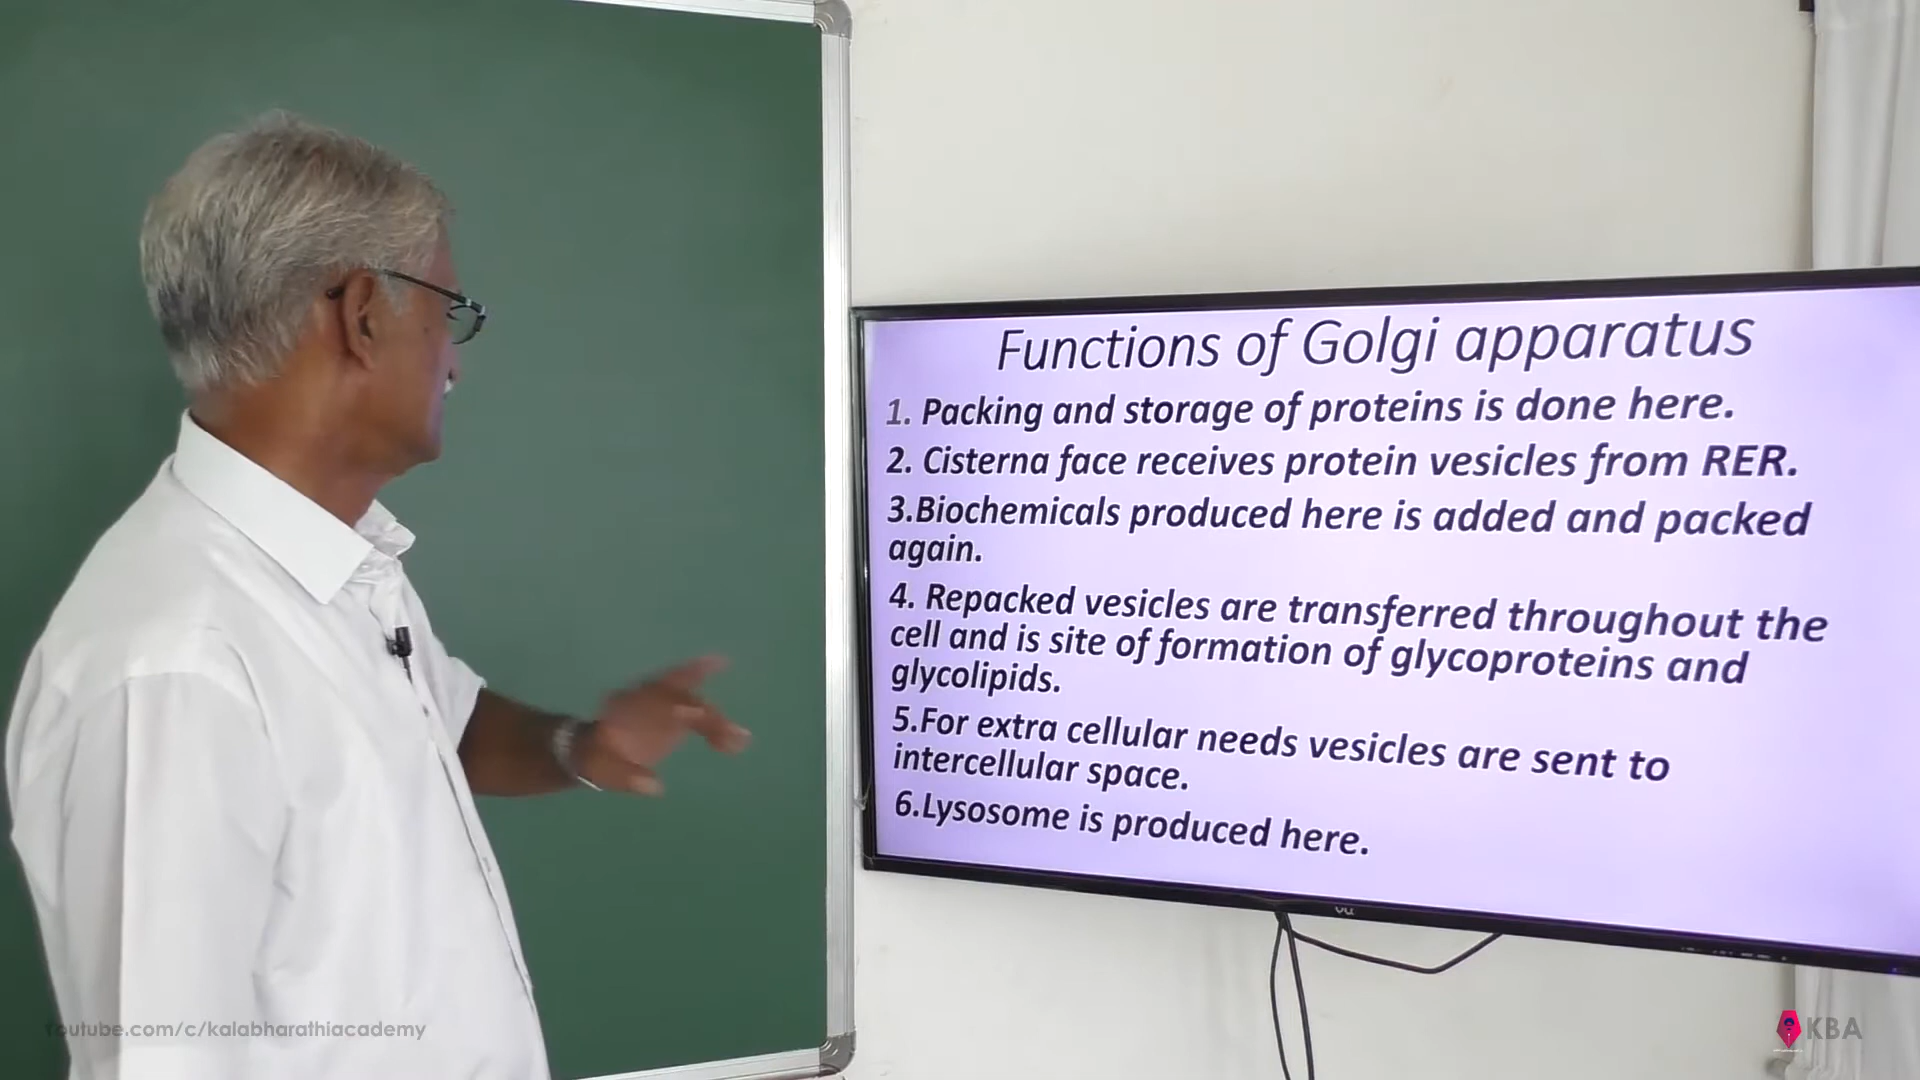 Functions of Golgi apparatus
1. Packing and storage of proteins is done here.
2. Cisterna face receives protein vesicles from RER.
3.Biochemicals produced here is added and packed
again.
4. Repacked vesicles are transferred throughout the
cell and is site of formation of glycoproteins and
glycolipids.
5.For extra cellular needs vesicles are sent to
intercellular space.
6.Lysosome is produced here.
Youtube.com/c/kalabharathiacademy
KBA